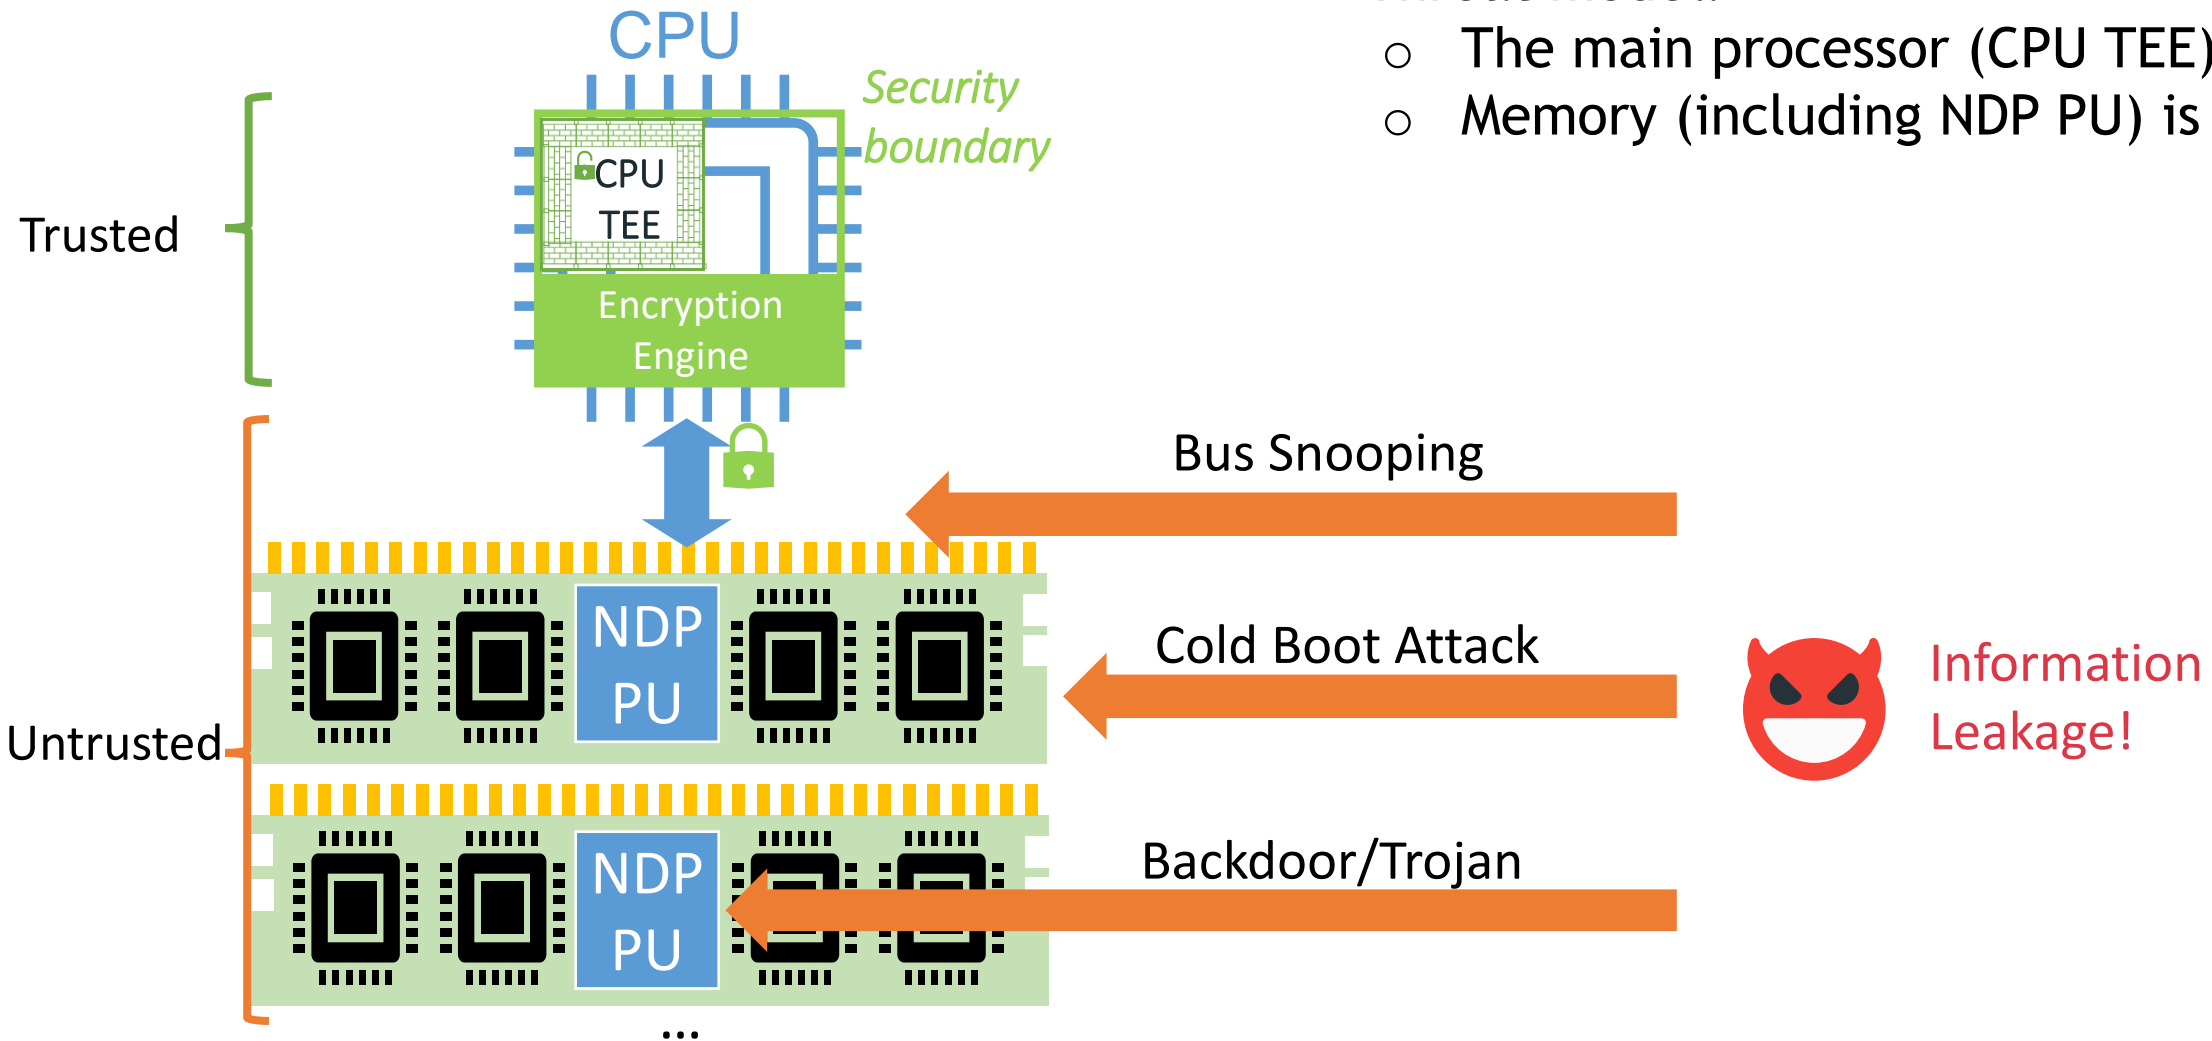 CPU
Security
boundary
○ The main processor (CPU TEE)
○ Memory (including NDP PU) is
CPU
TEE
Trusted
Encryption
Engine
Bus Snooping
NDP
PU
Cold Boot Attack
Information
Leakage!
Untrusted
NDP
PU
Backdoor/Trojan
...